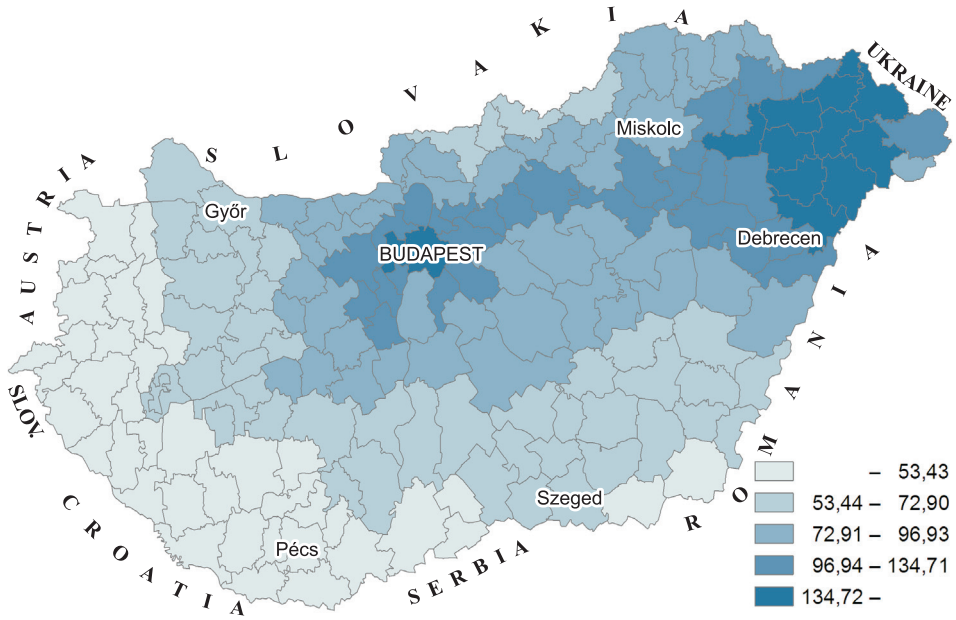 SLOVAKIA
UKRAINE
AUSTRIA
Miskolc
Győr
Debrecen
BUDAPEST
ROMANIA
SLOV.
CROATIA
Szeged
Pécs
SERBIA
– 53,43
53,44 – 72,90
72,91 – 96,93
96,94 – 134,71
134,72 –